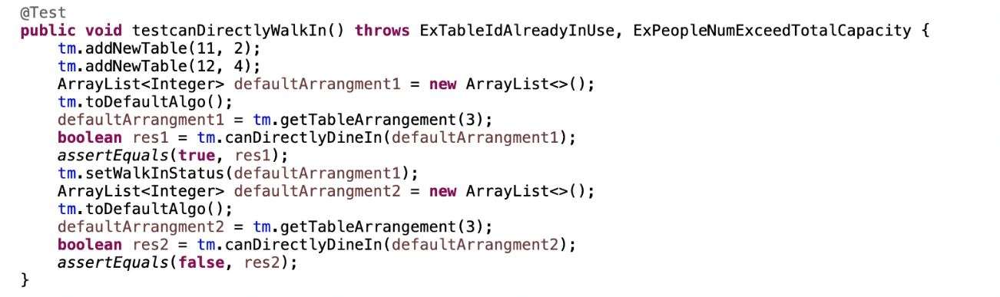 @Test
public void testcanDirectlyWalkIn() throws ExTableIdAlreadyInUse, ExPeopleNumExceedTotalCapacity {
    tm.addNewTable(11, 2);
    tm.addNewTable(12, 4);
    ArrayList<Integer> defaultArrangment1 = new ArrayList<>();
    tm.toDefaultAlgo();
    defaultArrangment1 = tm.getTableArrangement(3);
    boolean res1 = tm.canDirectlyDineIn(defaultArrangment1);
    assertEquals(true, res1);
    tm.setWalkInStatus(defaultArrangment1);
    ArrayList<Integer> defaultArrangment2 = new ArrayList<>();
    tm.toDefaultAlgo();
    defaultArrangment2 = tm.getTableArrangement(3);
    boolean res2 = tm.canDirectlyDineIn(defaultArrangment2);
    assertEquals(false, res2);
}